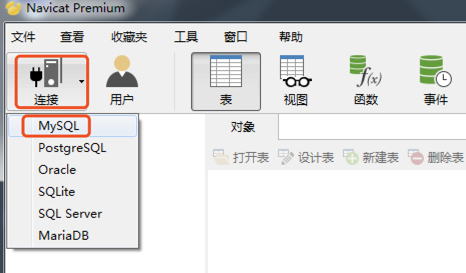 Navicat Premium
文件 查看 收藏夹 工具 窗口 帮助
连接 用户 表 视图 函数 事件
f(x)
MySQL
PostgreSQL
Oracle
SQLite
SQL Server
MariaDB
对象
打开表 设计表 新建表 删除表